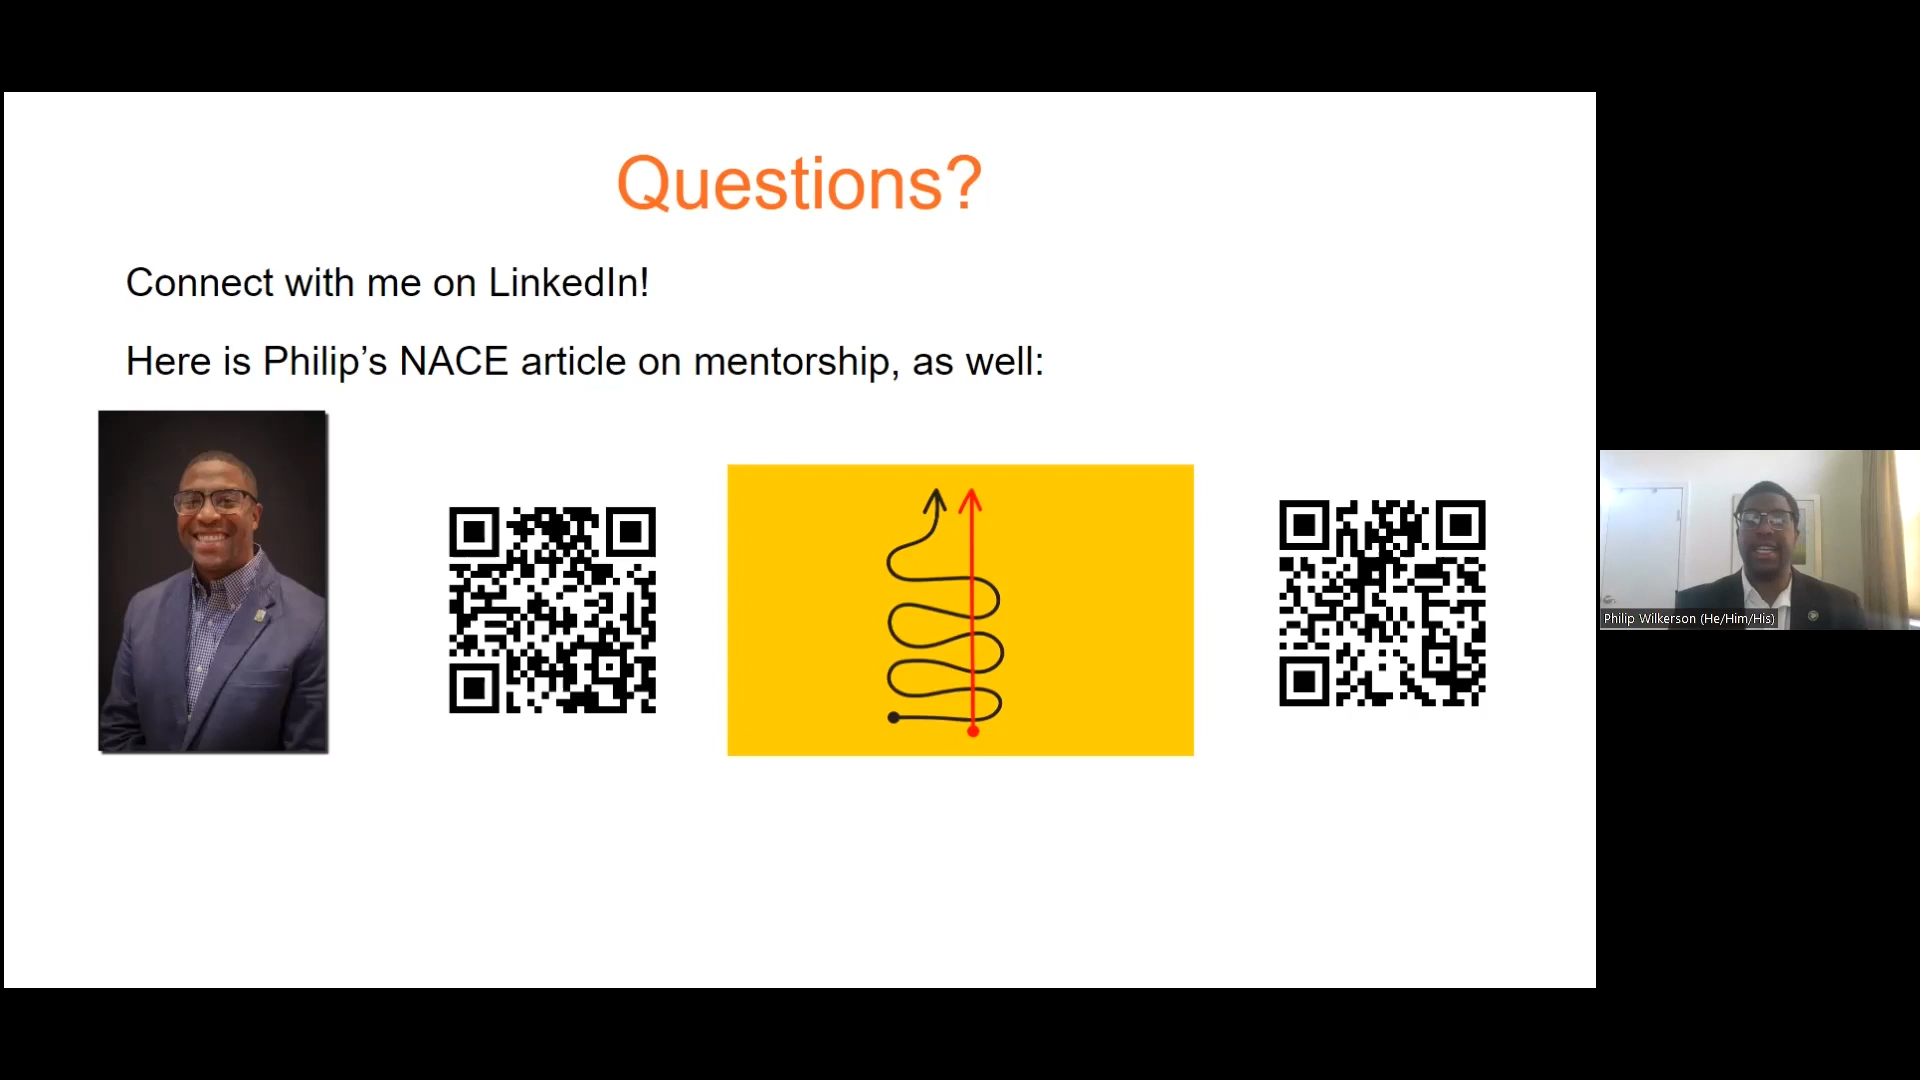 Questions?
Connect with me on LinkedIn!
Here is Philip’s NACE article on mentorship, as well:
Philip Wilkerson (He/Him/His)